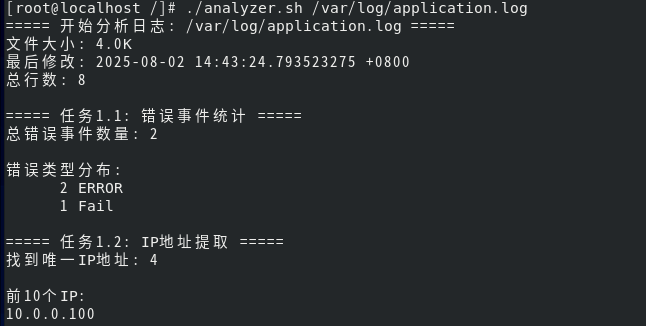 [root@localhost /]# ./analyzer.sh /var/log/application.log
===== 开始分析日志: /var/log/application.log =====
文件大小: 4.0K
最后修改: 2025-08-02 14:43:24.793523275 +0800
总行数: 8
===== 任务1.1: 错误事件统计 =====
总错误事件数量: 2
错误类型分布:
2 ERROR
1 Fail
===== 任务1.2: IP地址提取 =====
找到唯一IP地址: 4
前10个IP:
10.0.0.100